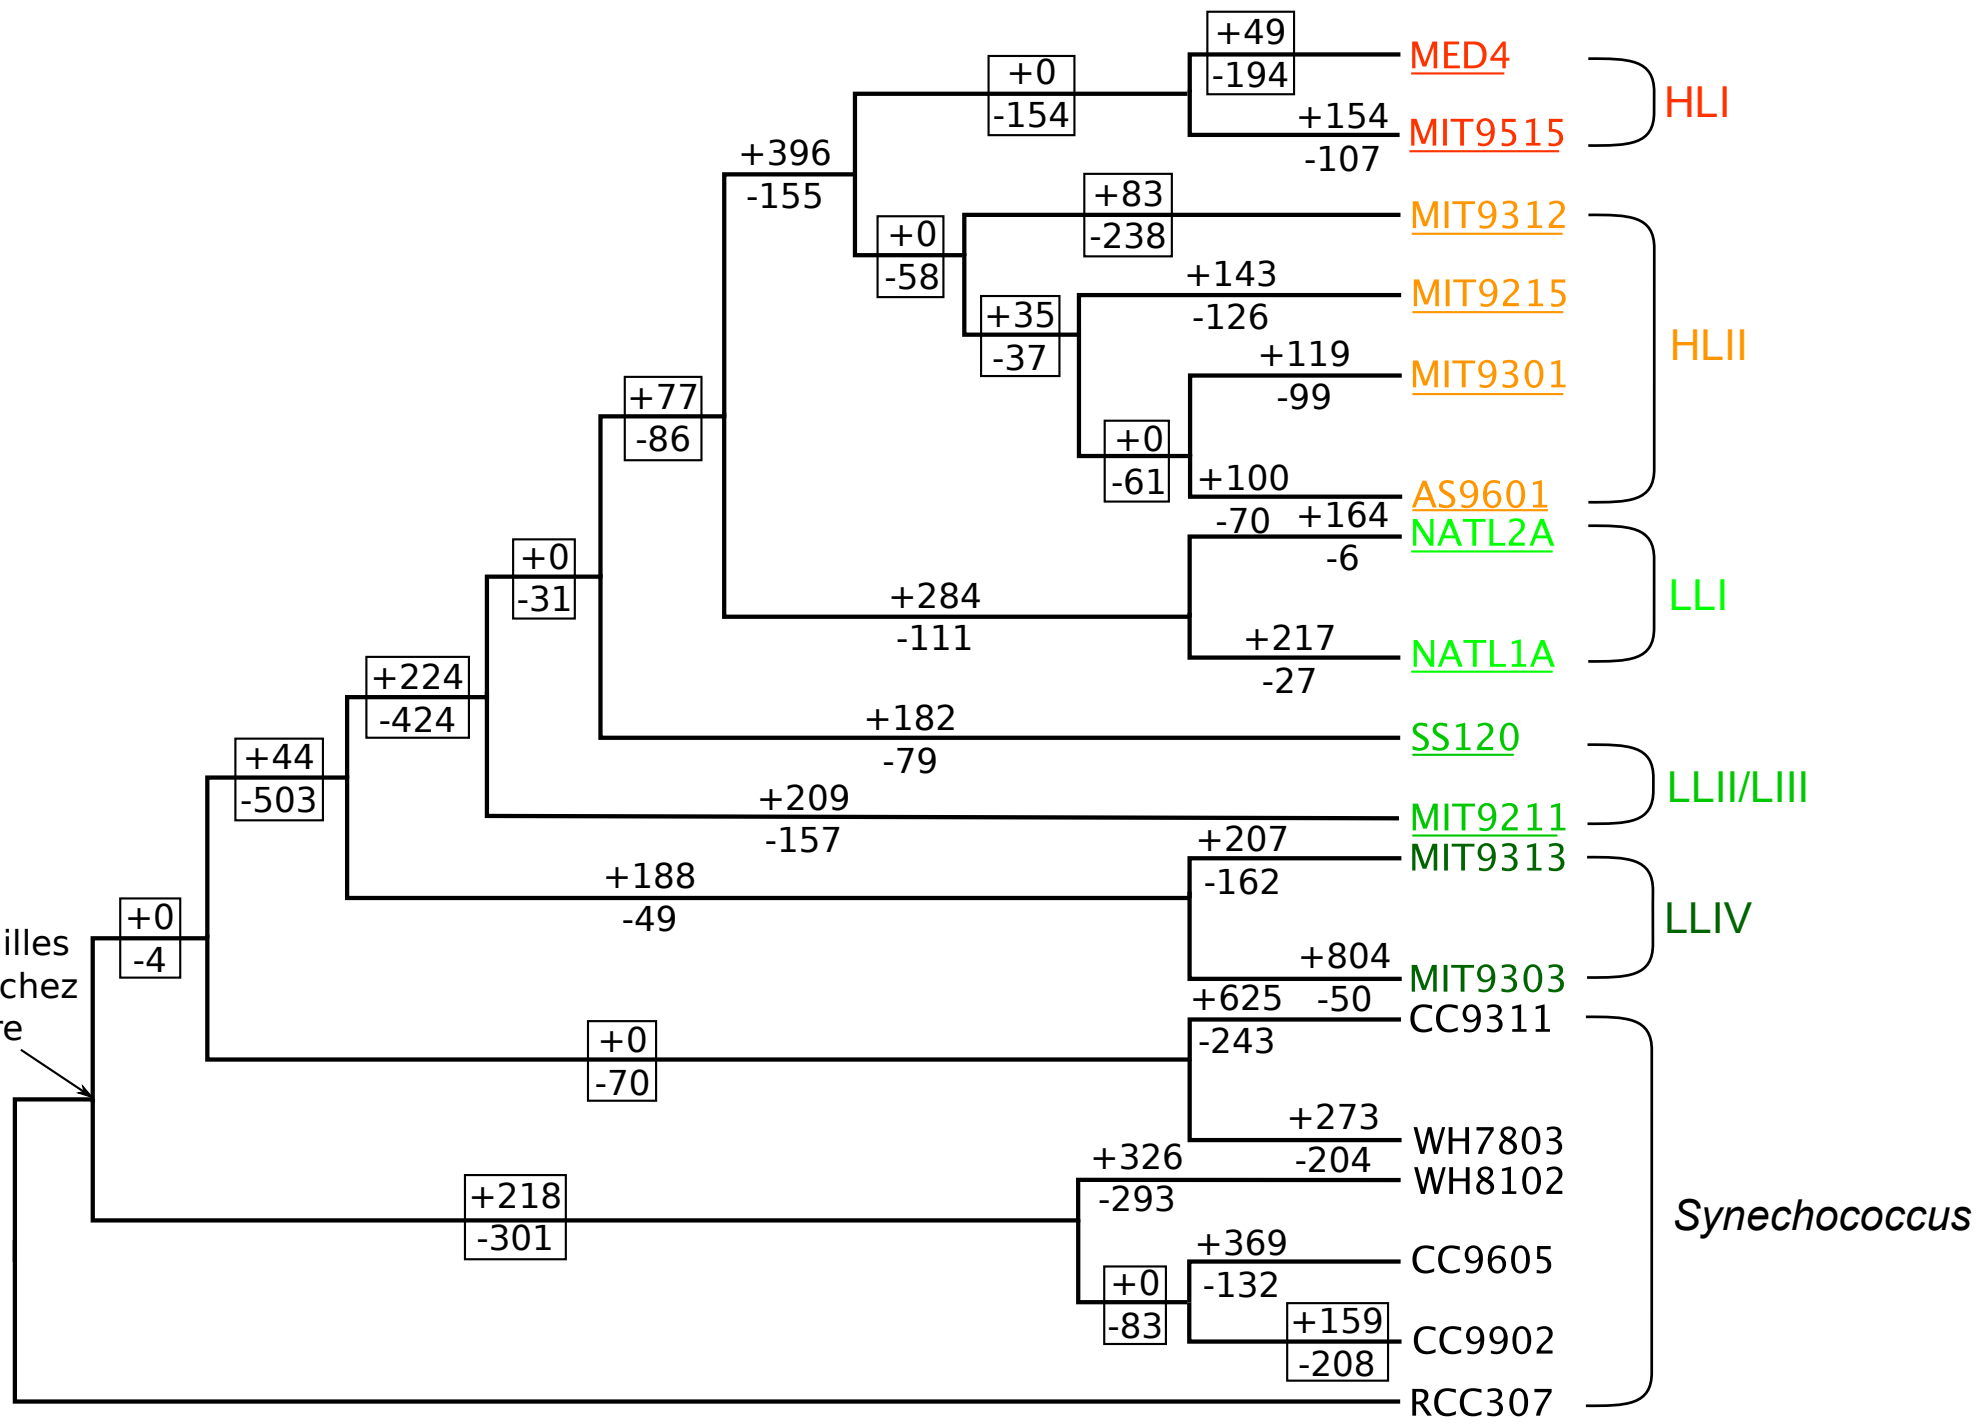 +49
-194
MED4
+0
-154
HLI
+154
-107
MIT9515
+396
-155
+83
-238
MIT9312
+0
-58
+143
-126
MIT9215
+35
-37
HLII
+119
-99
MIT9301
+77
-86
+0
-61
+100
-70
AS9601
+164
-6
NATL2A
+0
-31
+284
-111
LLI
+217
-27
NATL1A
+224
-424
+182
-79
SS120
+44
-503
+209
-157
LLII/LIII
MIT9211
+207
-162
MIT9313
+188
-49
LLIV
+0
-4
illes
chez
re
+804
-50
MIT9303
+625
-243
CC9311
+0
-70
+273
-204
WH7803
+326
-293
WH8102
+218
-301
Synechococcus
+369
-132
CC9605
+0
-83
+159
-208
CC9902
RCC307